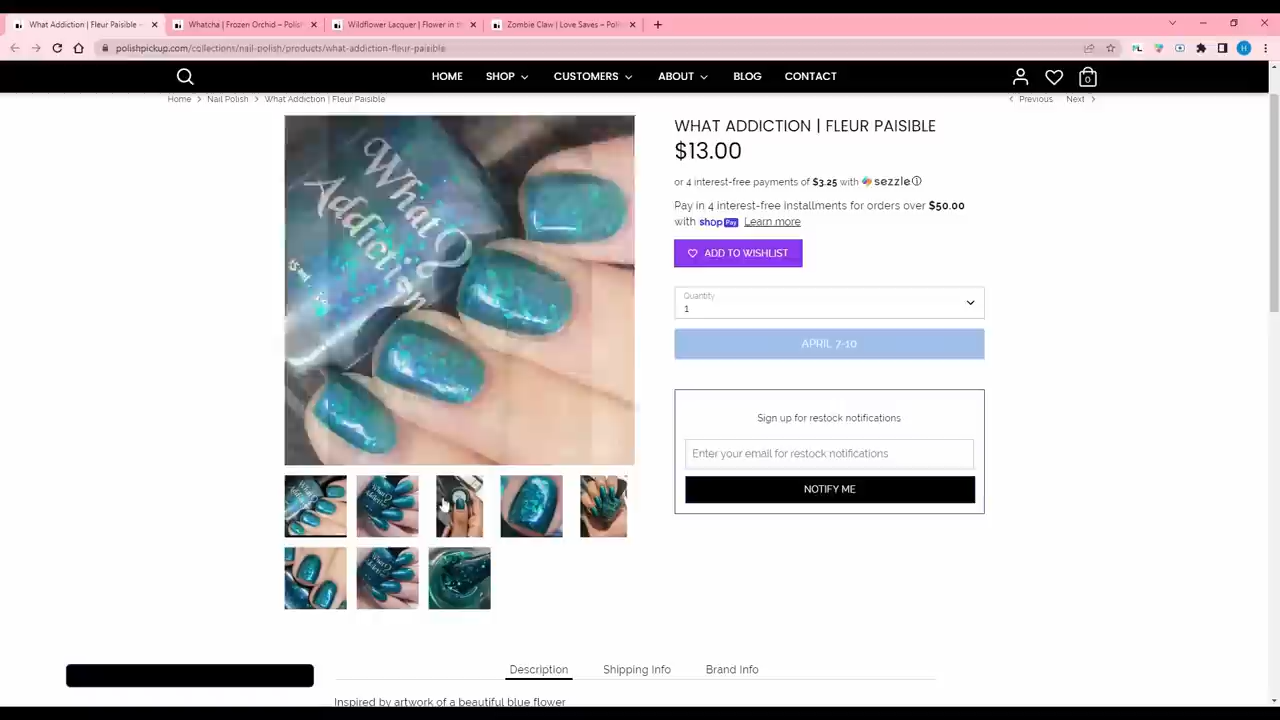 What Addiction | Fleur Paisible –
Whatcha | Frozen Orchid – Polish
Wildflower Lacquer | Flower in th
Zombie Claw | Love Saves – Polis
polishpickup.com/collections/nail-polish/products/what-addiction-fleur-paisible
H
HOME SHOP CUSTOMERS ABOUT BLOG CONTACT
0
Home > Nail Polish > What Addiction | Fleur Paisible
< Previous Next >
What
Addiction
WHAT ADDICTION | FLEUR PAISIBLE
$13.00
or 4 interest-free payments of $3.25 with sezzle
Pay in 4 interest-free installments for orders over $50.00
with shop Pay Learn more
ADD TO WISHLIST
Quantity
1
APRIL 7-10
Sign up for restock notifications
Enter your email for restock notifications
NOTIFY ME
Description Shipping Info Brand Info
Inspired by artwork of a beautiful blue flower